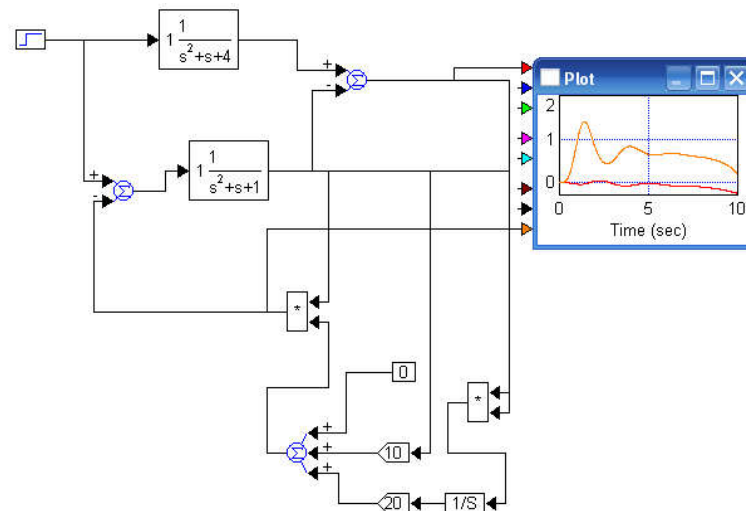 1 1
s²+s+4
+
-
Σ
Plot
2
1
0
0 5 10
Time (sec)
1 1
s²+s+1
+
-
Σ
*
0
*
+
+
+
Σ
10
20
1/S